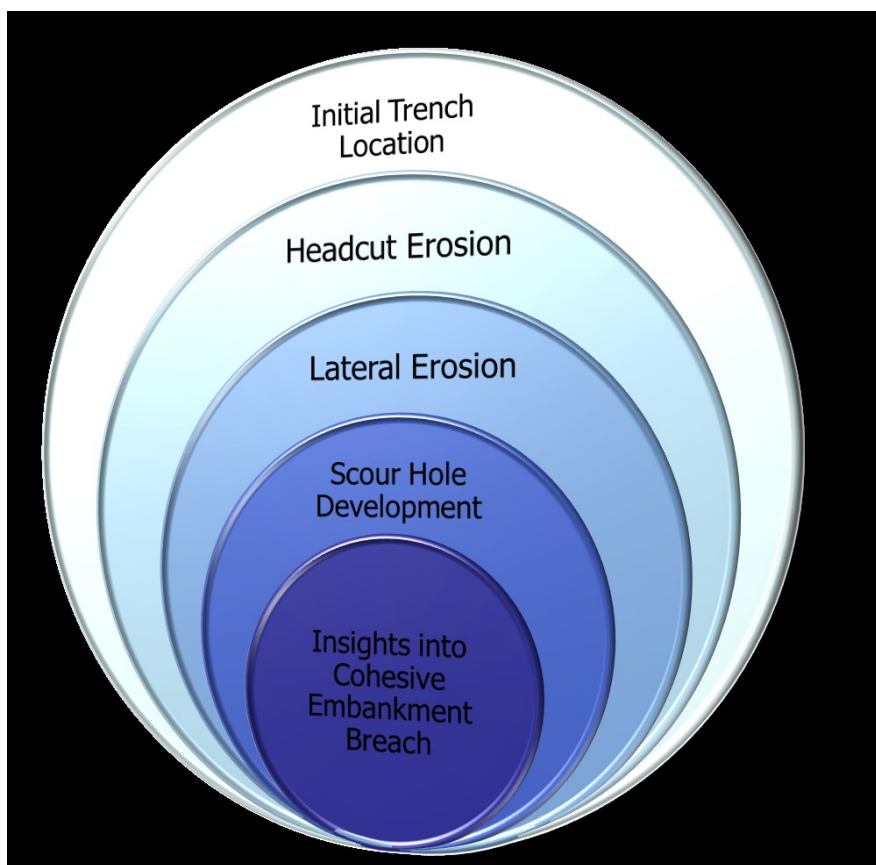 Initial Trench
Location
Headcut Erosion
Lateral Erosion
Scour Hole
Development
Insights into
Cohesive
Embankment
Breach